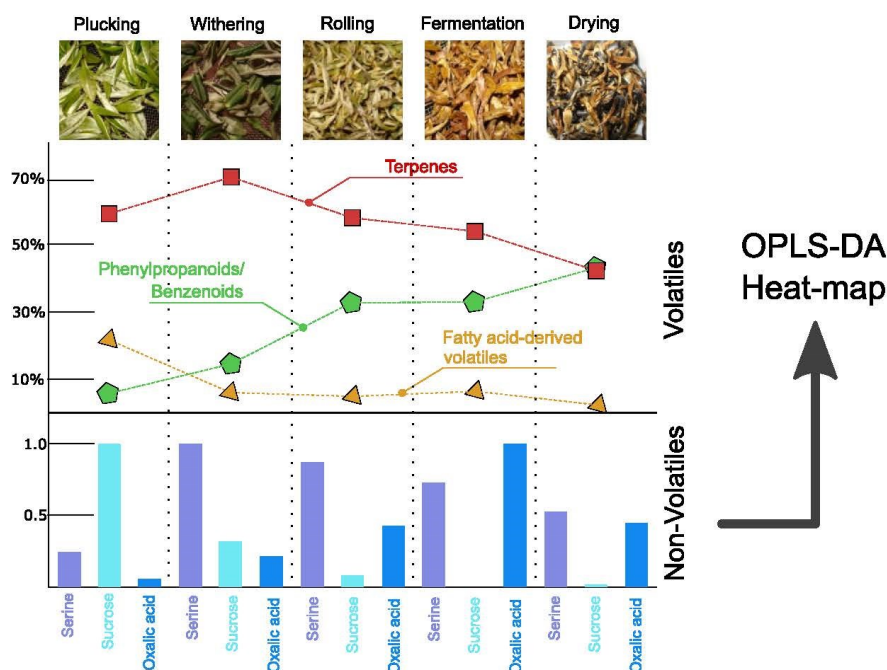 Plucking
Withering
Rolling
Fermentation
Drying
70%
50%
30%
10%
Terpenes
Phenylpropanoids/
Benzenoids
Fatty acid-derived
volatiles
Volatiles
OPLS-DA
Heat-map
1.0
0.5
Non-Volatiles
Serine
Sucrose
Oxalic acid
Serine
Sucrose
Oxalic acid
Serine
Sucrose
Oxalic acid
Serine
Sucrose
Oxalic acid
Serine
Sucrose
Oxalic acid